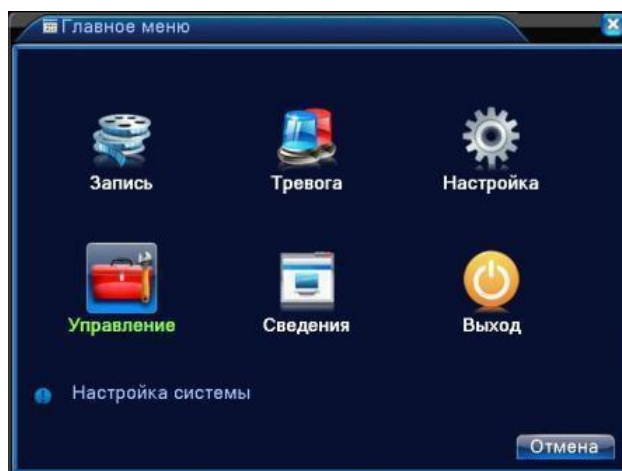 Главное меню
Запись Тревога Настройка
Управление Сведения Выход
Настройка системы
Отмена